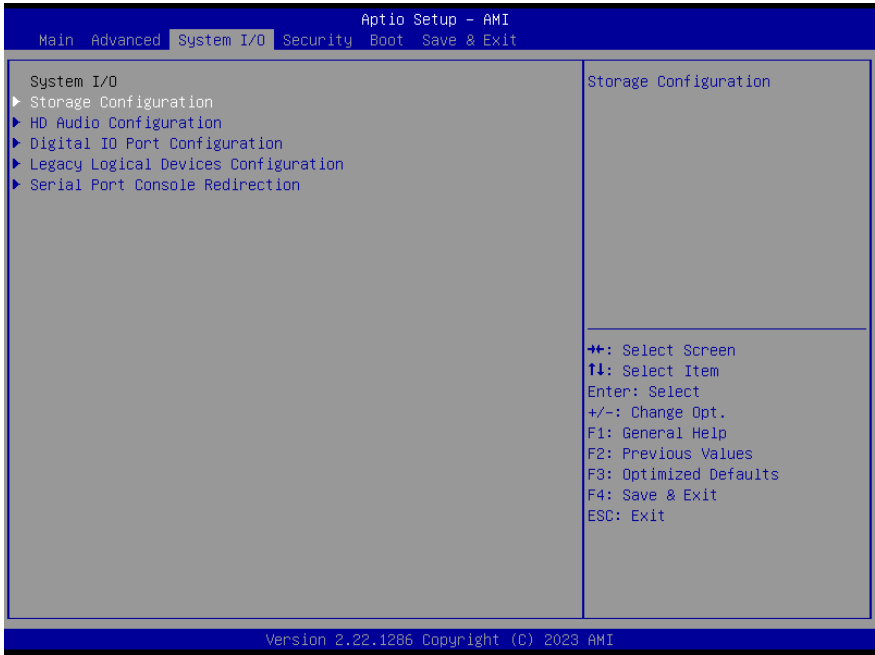 Aptio Setup – AMI
Main Advanced System I/O Security Boot Save & Exit
System I/O
Storage Configuration
HD Audio Configuration
Digital IO Port Configuration
Legacy Logical Devices Configuration
Serial Port Console Redirection
Storage Configuration
→←: Select Screen
↑↓: Select Item
Enter: Select
+/-: Change Opt.
F1: General Help
F2: Previous Values
F3: Optimized Defaults
F4: Save & Exit
ESC: Exit
Version 2.22.1286 Copyright (C) 2023 AMI